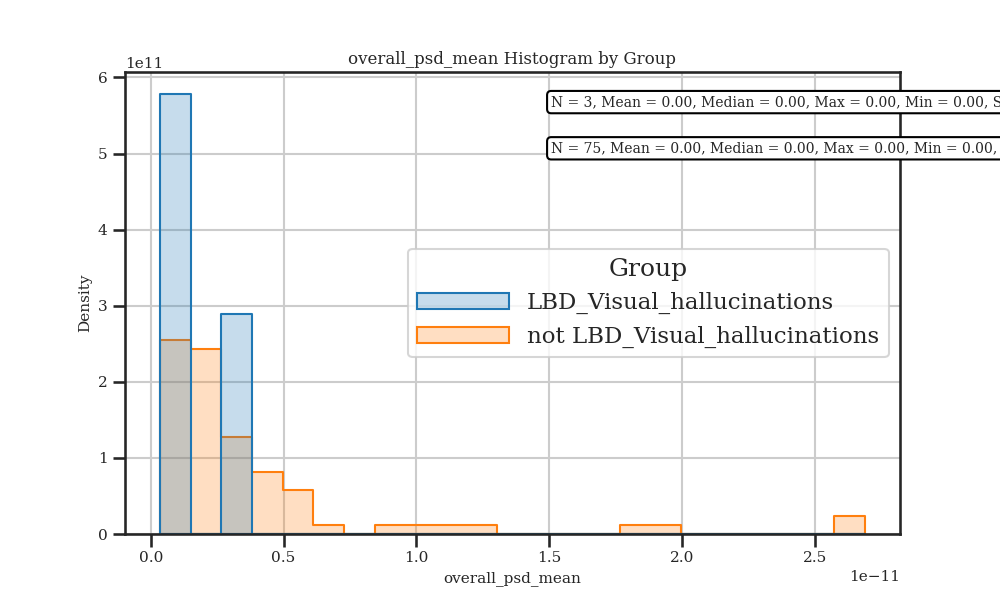 overall_psd_mean Histogram by Group
1e11
6
N = 3, Mean = 0.00, Median = 0.00, Max = 0.00, Min = 0.00, S
5
N = 75, Mean = 0.00, Median = 0.00, Max = 0.00, Min = 0.00,
4
Group
3
LBD_Visual_hallucinations
not LBD_Visual_hallucinations
Density
2
1
0
0.0 0.5 1.0 1.5 2.0 2.5
overall_psd_mean
1e−11